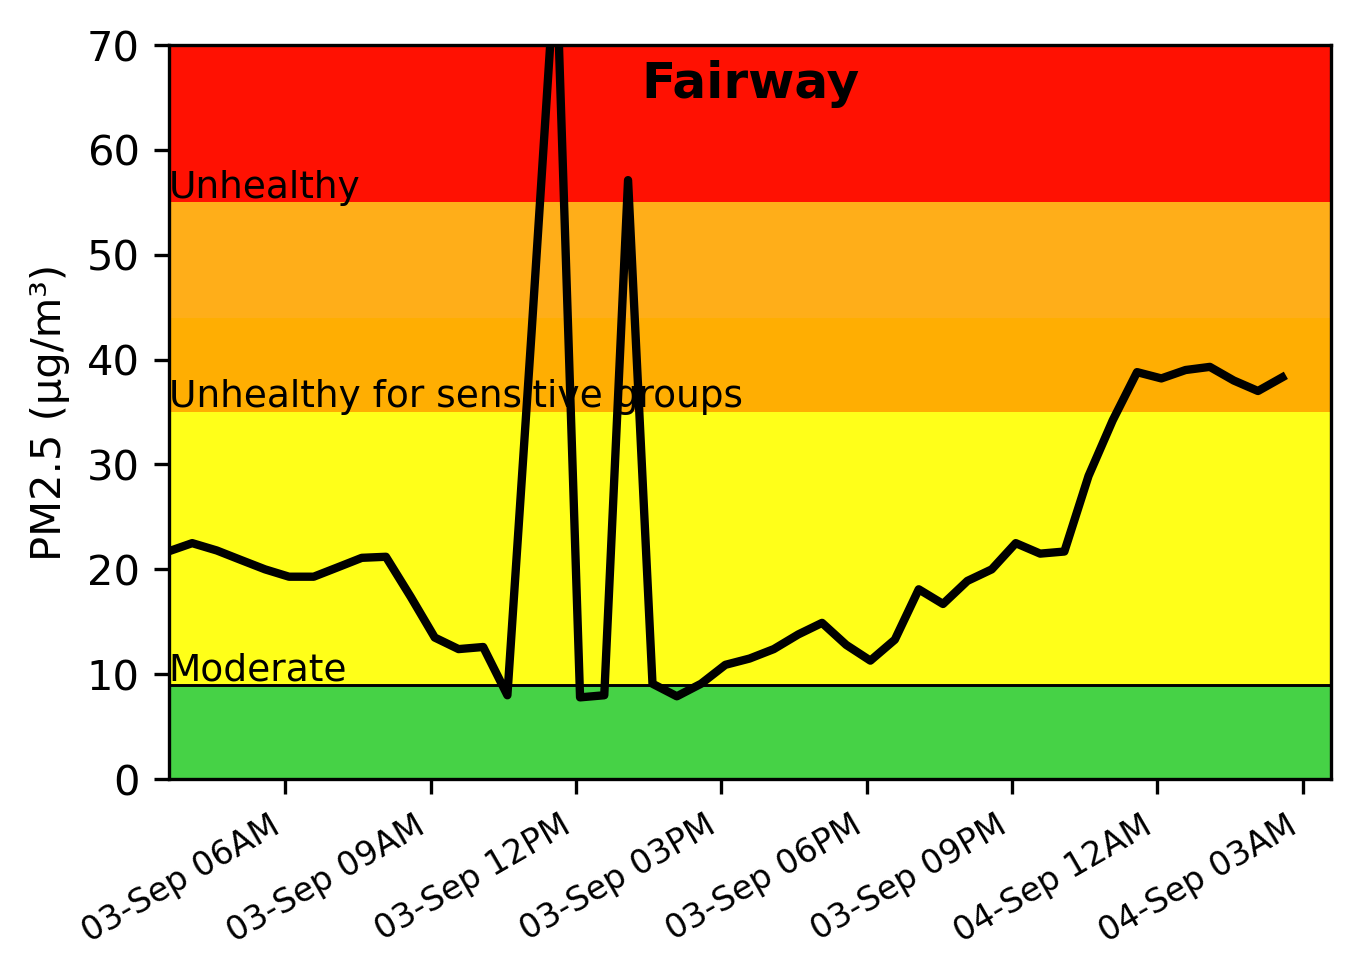 Fairway
PM2.5 (µg/m³)
70
60
50
40
30
20
10
0
Unhealthy
Unhealthy for sensitive groups
Moderate
03-Sep 06AM
03-Sep 09AM
03-Sep 12PM
03-Sep 03PM
03-Sep 06PM
03-Sep 09PM
04-Sep 12AM
04-Sep 03AM